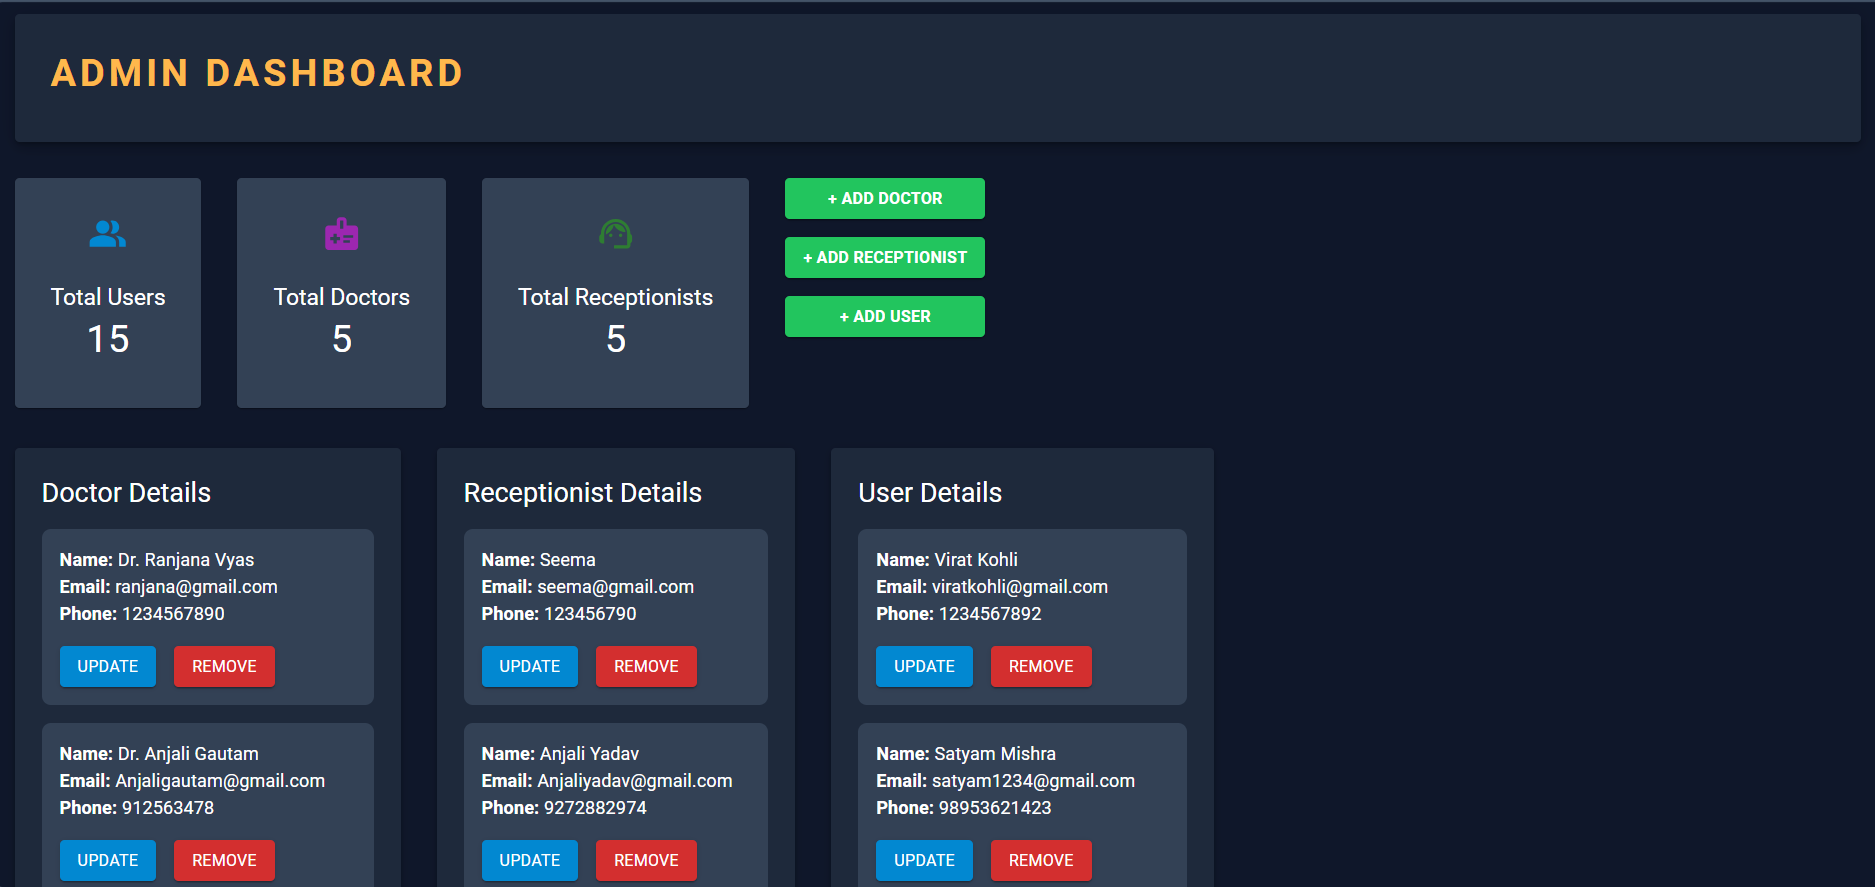 ADMIN DASHBOARD
Total Users
15
Total Doctors
5
Total Receptionists
5
+ ADD DOCTOR
+ ADD RECEPTIONIST
+ ADD USER
Doctor Details
Name: Dr. Ranjana Vyas
Email: ranjana@gmail.com
Phone: 1234567890
UPDATE REMOVE
Name: Dr. Anjali Gautam
Email: Anjaligautam@gmail.com
Phone: 912563478
UPDATE REMOVE
Receptionist Details
Name: Seema
Email: seema@gmail.com
Phone: 123456790
UPDATE REMOVE
Name: Anjali Yadav
Email: Anjaliyadav@gmail.com
Phone: 9272882974
UPDATE REMOVE
User Details
Name: Virat Kohli
Email: viratkohli@gmail.com
Phone: 1234567892
UPDATE REMOVE
Name: Satyam Mishra
Email: satyam1234@gmail.com
Phone: 98953621423
UPDATE REMOVE